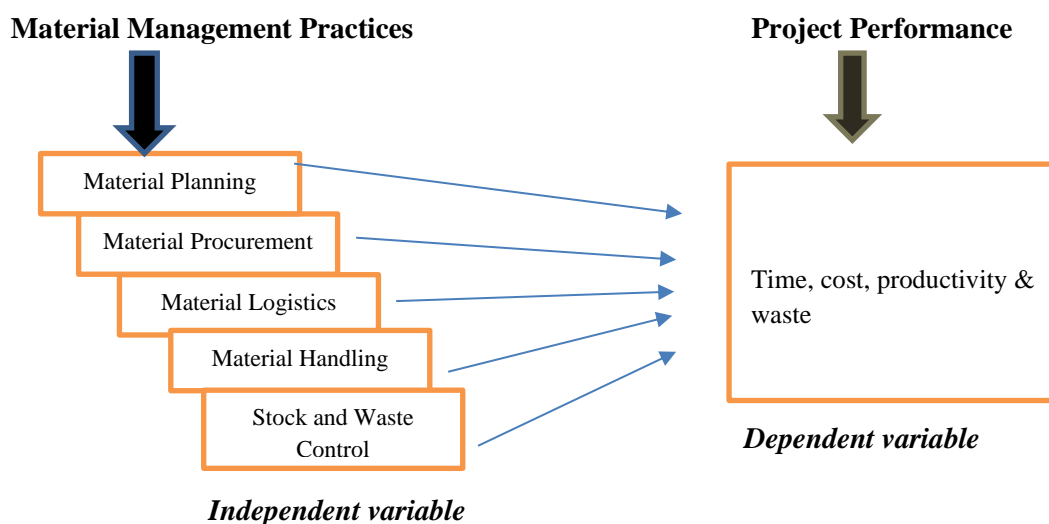 Material Management Practices
Project Performance
Material Planning
Material Procurement
Material Logistics
Material Handling
Stock and Waste
Control
Independent variable
Time, cost, productivity &
waste
Dependent variable